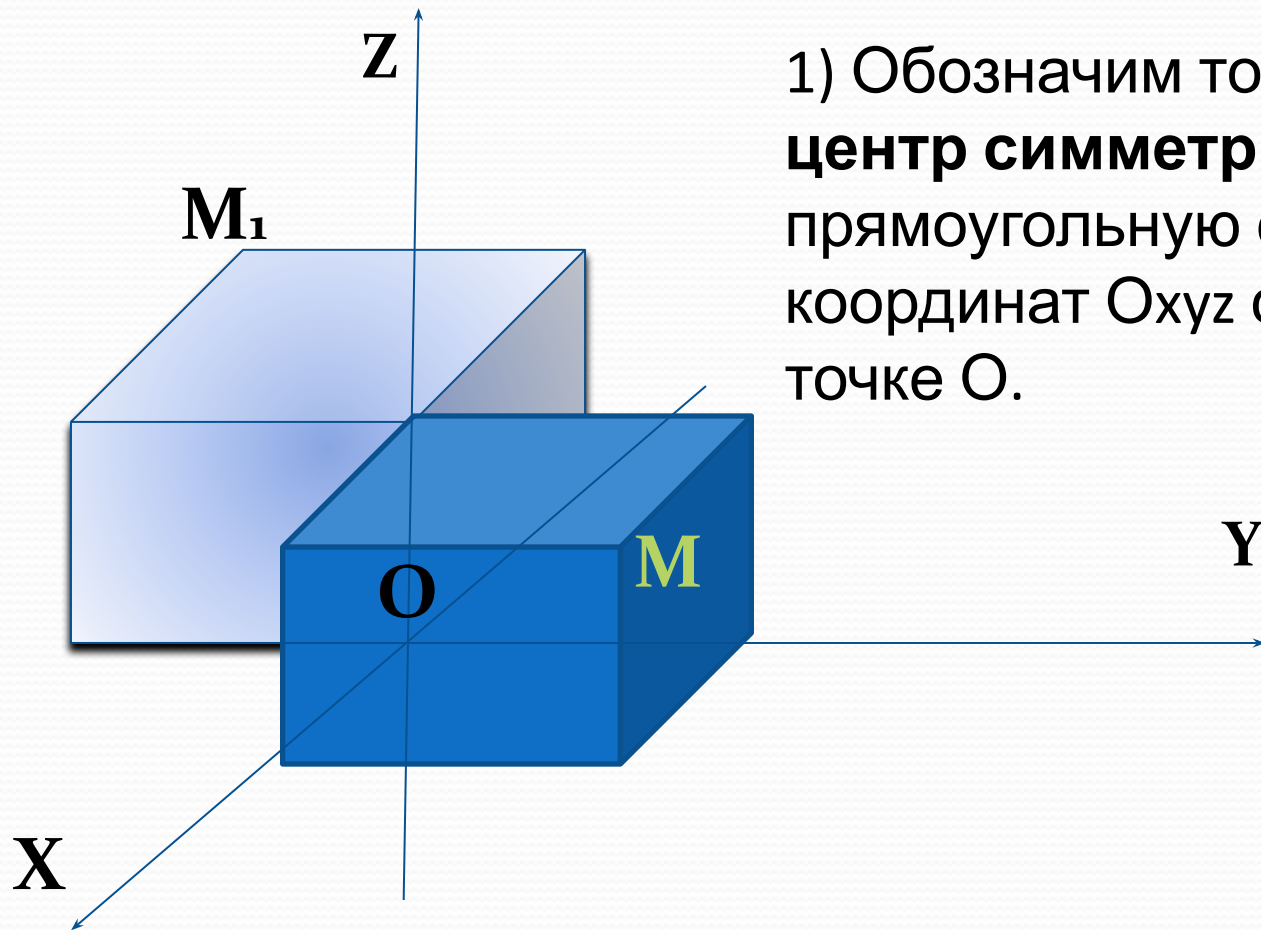 Z
M₁
1) Обозначим то
центр симметр
прямоугольную
координат Oxyz
точке О.
Y
M
O
X